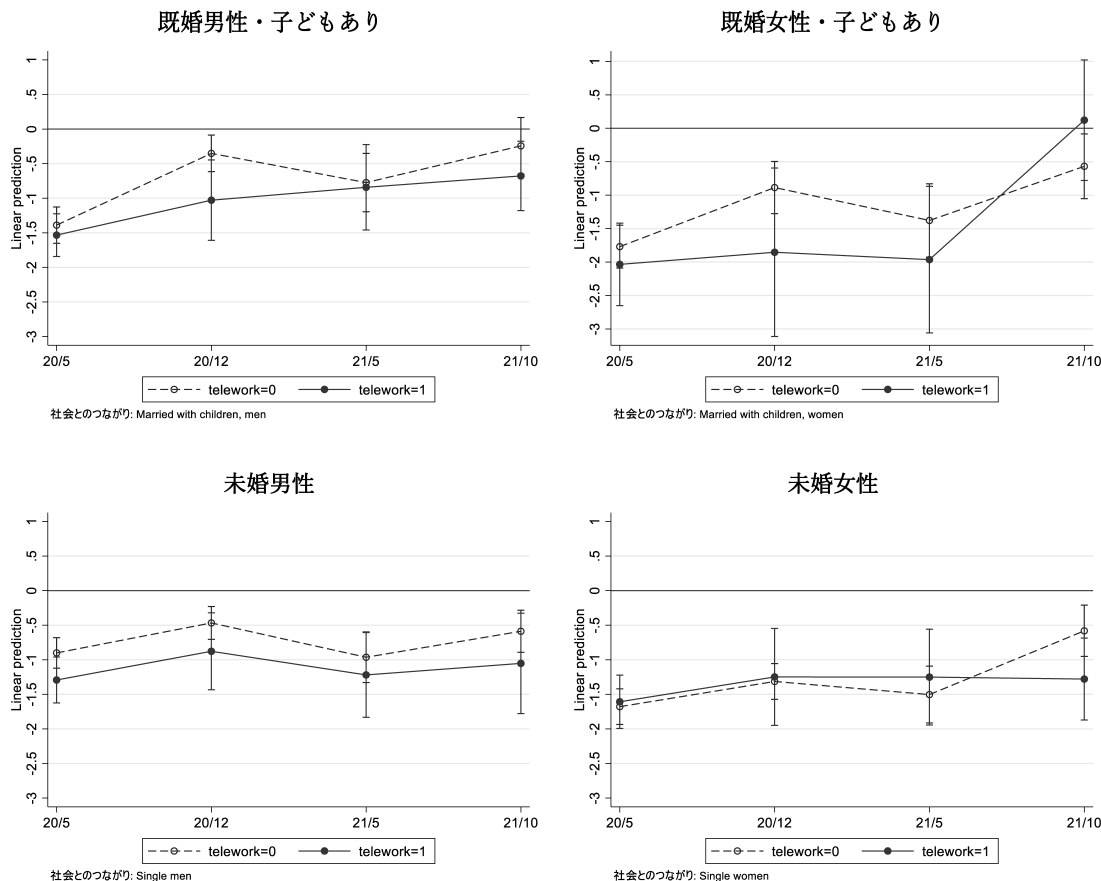 既婚男性・子どもあり
Linear prediction
1
.5
0
-.5
-1
-1.5
-2
-2.5
-3
20/5 20/12 21/5 21/10
telework=0 telework=1
社会とのつながり: Married with children, men
既婚女性・子どもあり
Linear prediction
1
.5
0
-.5
-1
-1.5
-2
-2.5
-3
20/5 20/12 21/5 21/10
telework=0 telework=1
社会とのつながり: Married with children, women
未婚男性
Linear prediction
1
.5
0
-.5
-1
-1.5
-2
-2.5
-3
20/5 20/12 21/5 21/10
telework=0 telework=1
社会とのつながり: Single men
未婚女性
Linear prediction
1
.5
0
-.5
-1
-1.5
-2
-2.5
-3
20/5 20/12 21/5 21/10
telework=0 telework=1
社会とのつながり: Single women